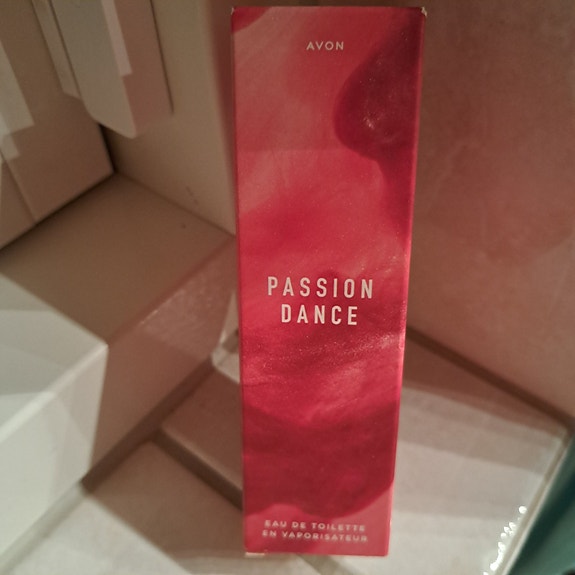 AVON
PASSION
DANCE
EAU DE TOILETTE
EN VAPORISATEUR